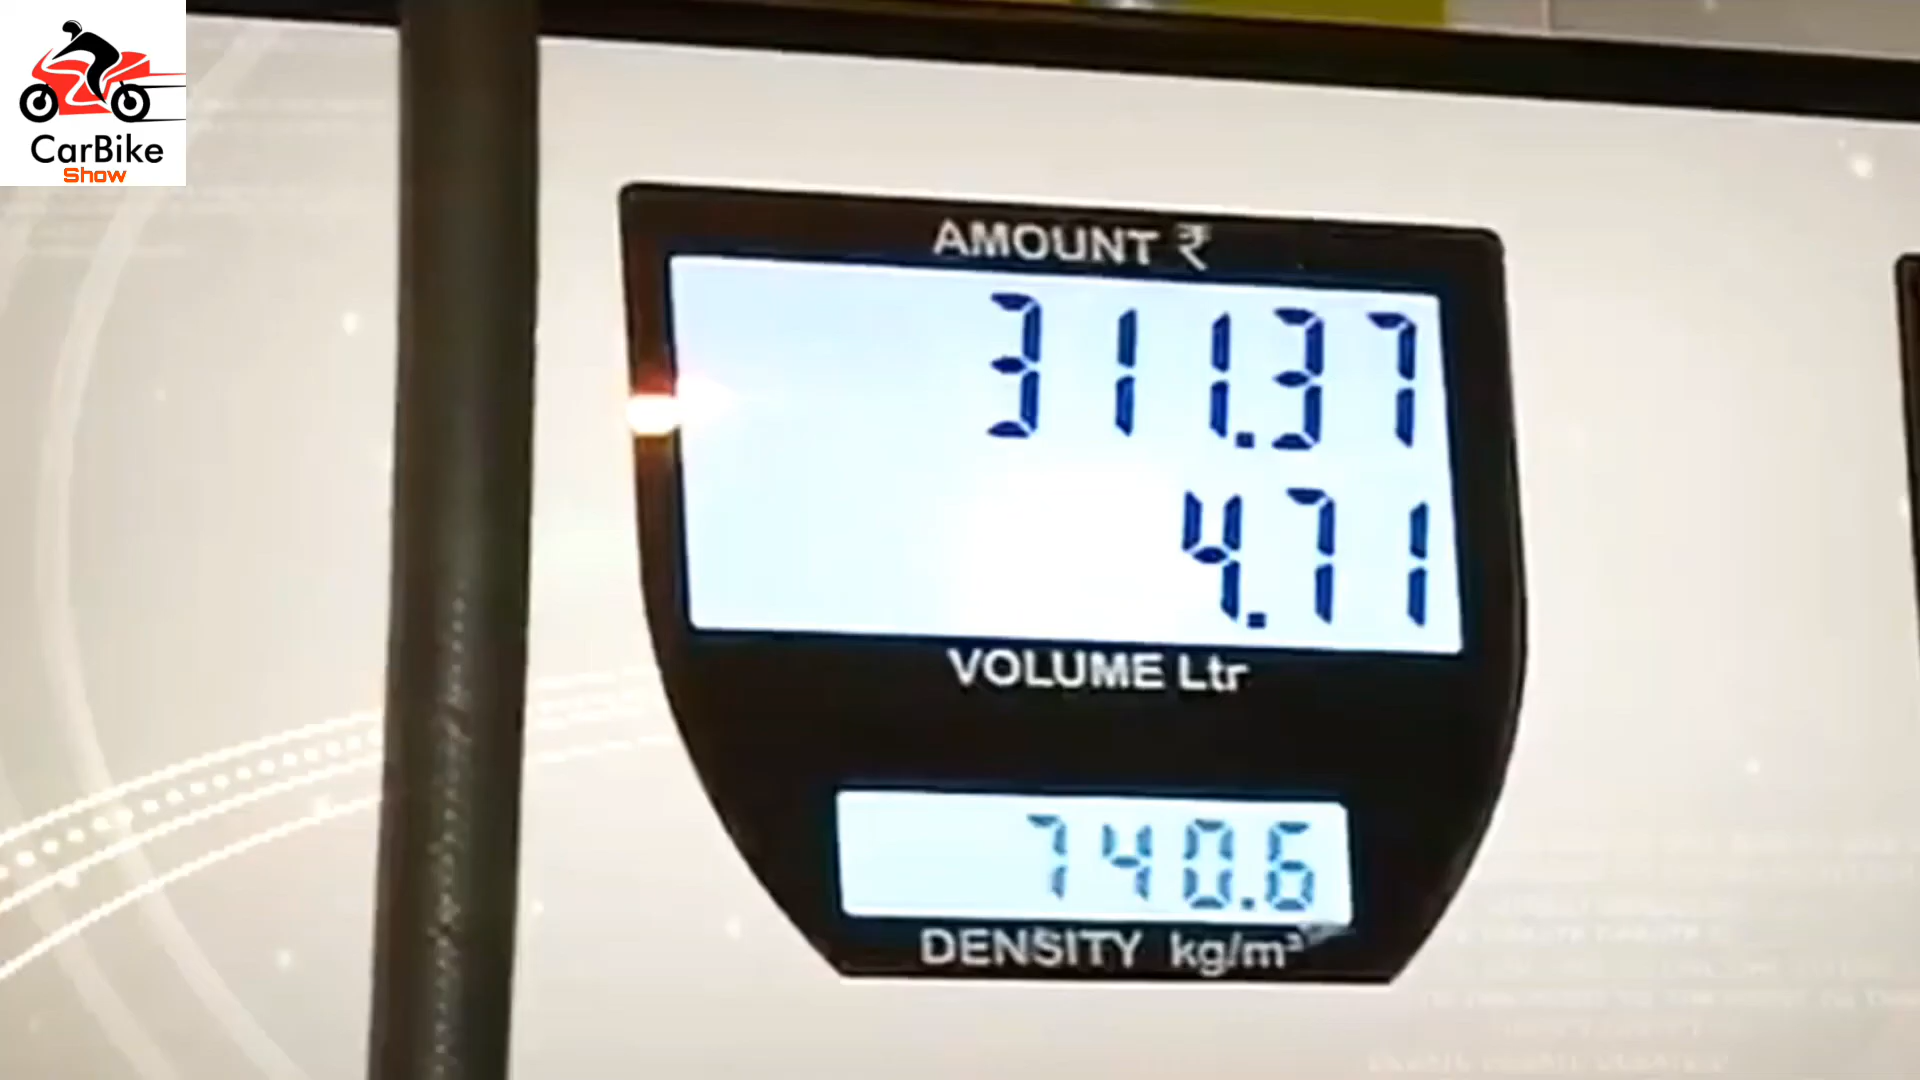 CarBike
Show
AMOUNT ₹
311.37
4.71
VOLUME Ltr
740.6
DENSITY kg/m³